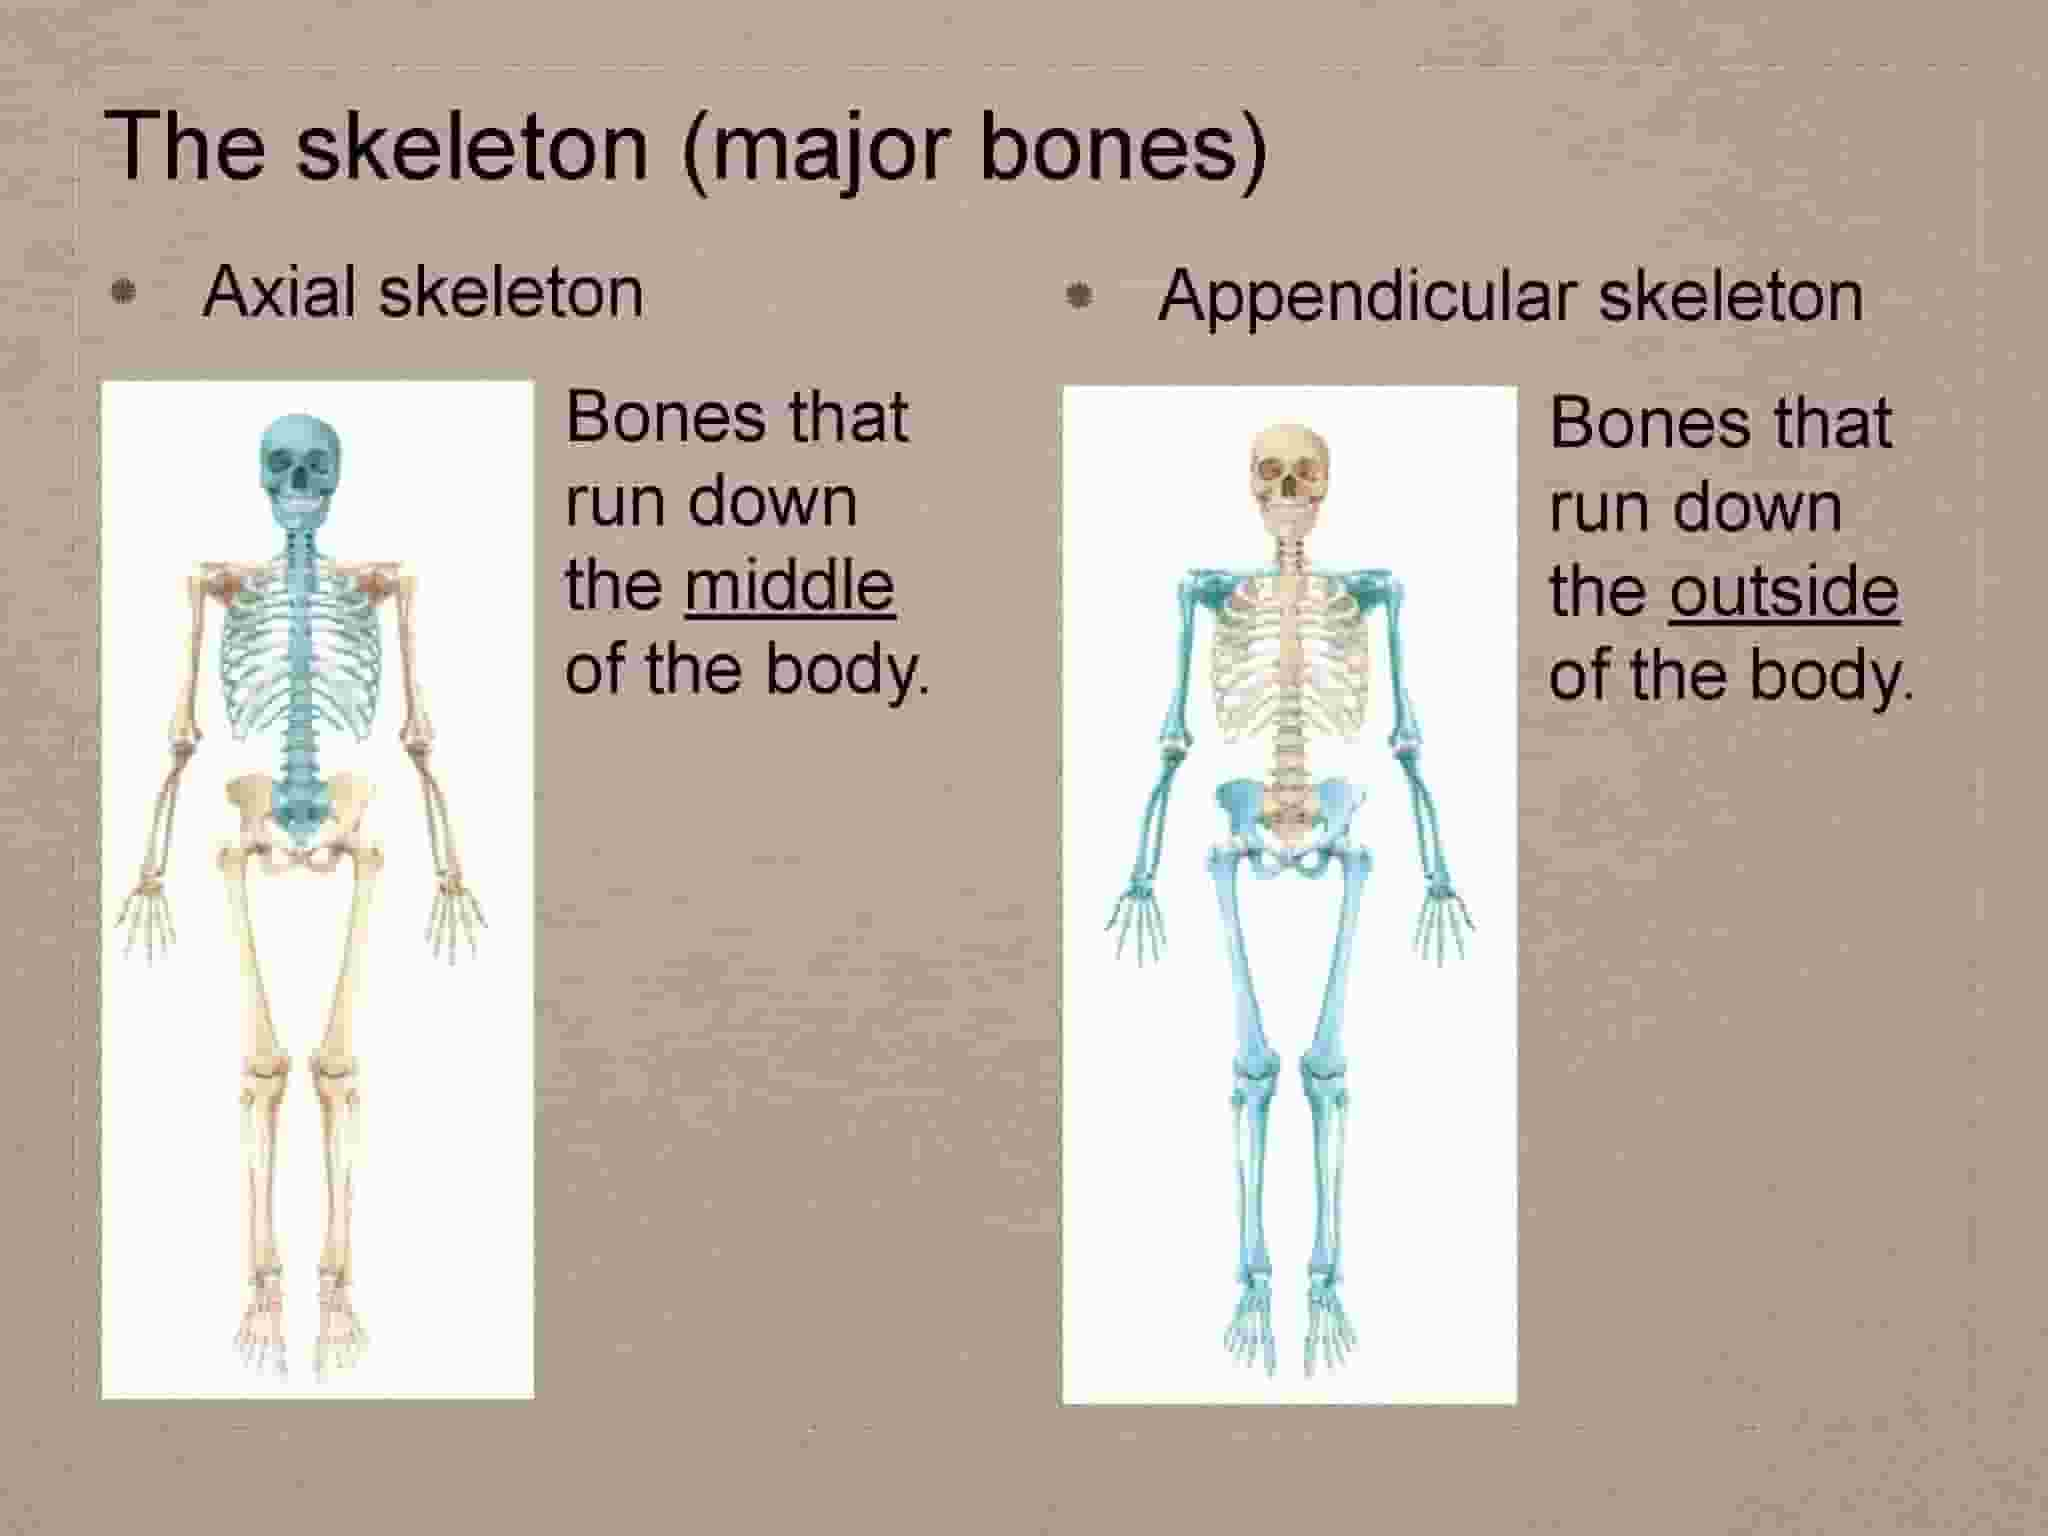 The skeleton (major bones)
Axial skeleton
Bones that
run down
the middle
of the body.
Appendicular skeleton
Bones that
run down
the outside
of the body.